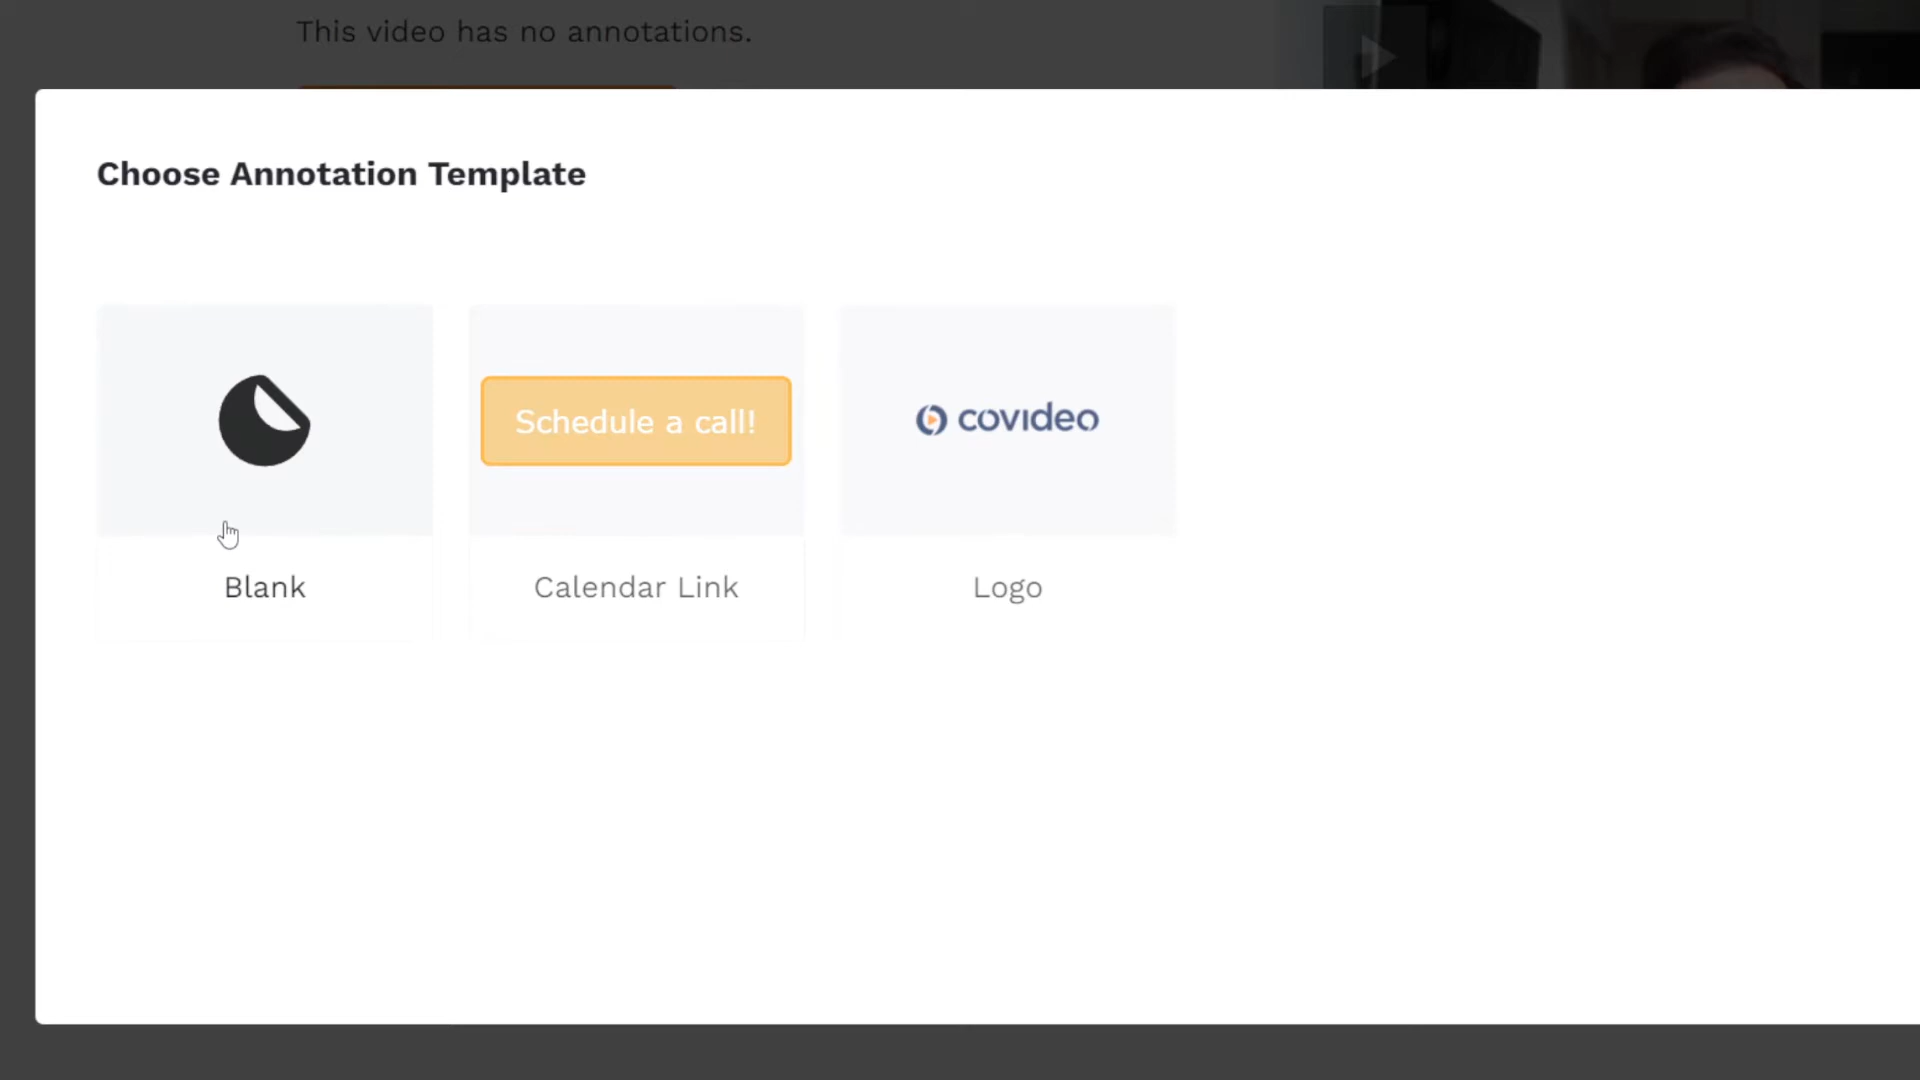 This video has no annotations.
Choose Annotation Template
Schedule a call!
covideo
Blank
Calendar Link
Logo